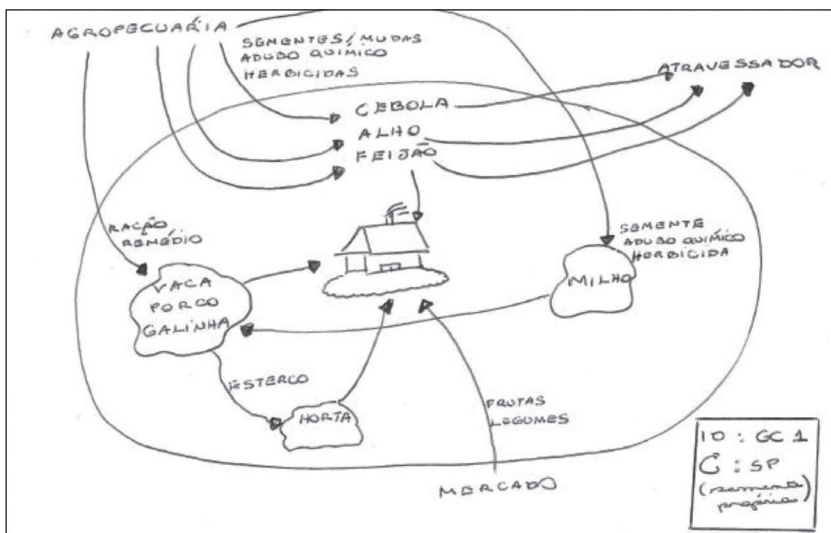 AGROPECUARÍA
SEMENTES/MUDAS
ADUBO QUÍMICO
HERBICIDAS
ATRAVESSADOR
CEBOLA
ALHO
FEIJÃO
RAÇÃO
REMÉDIO
SEMENTE
ADUBO QUÍMICO
HERBICIDA
VACA
PORCO
GALINHA
MILHO
ESTERCO
HORTA
FRUTAS
LEGUMES
MERCADO
ID : GC 1
C : SP
(semente
própria)